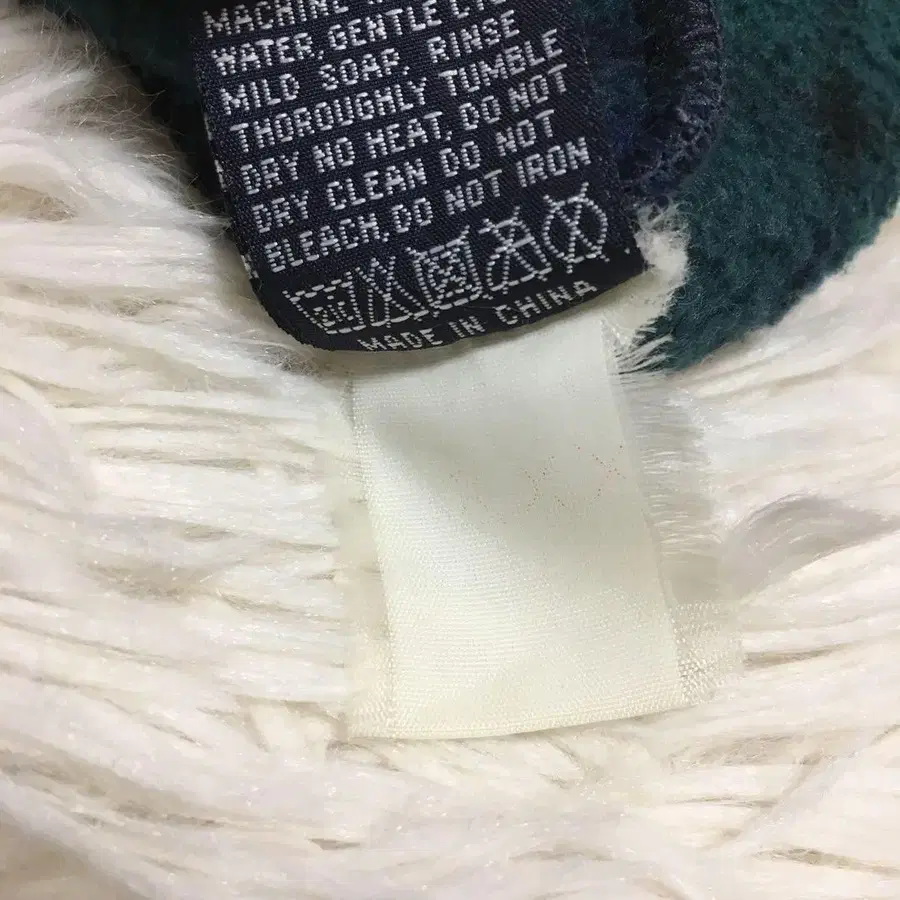 MACHINE
WATER, GENTLE
MILD SOAP. RINSE
THOROUGHLY TUMBLE
DRY NO HEAT, DO NOT
DRY CLEAN DO NOT
BLEACH, DO NOT IRON
MADE IN CHINA